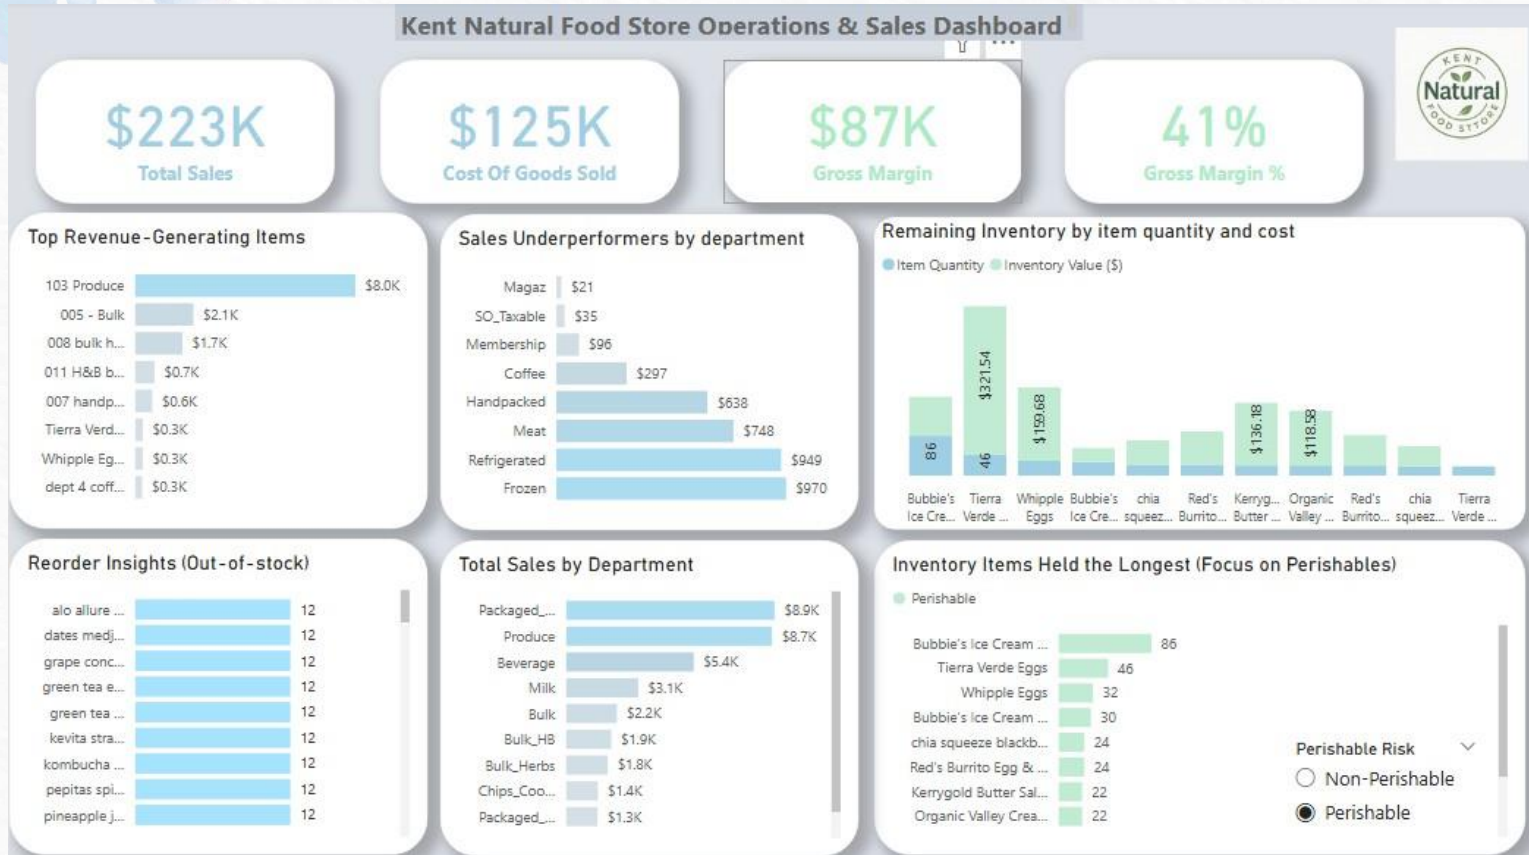 Kent Natural Food Store Operations & Sales Dashboard
$223K
Total Sales
$125K
Cost Of Goods Sold
$87K
Gross Margin
41%
Gross Margin %
KENT
Natural
FOOD STTORE
Top Revenue-Generating Items
103 Produce $8.0K
005 - Bulk $2.1K
008 bulk h... $1.7K
011 H&B b... $0.7K
007 handp... $0.6K
Tierra Verd... $0.3K
Whipple Eg... $0.3K
dept 4 coff... $0.3K
Sales Underperformers by department
Magaz $21
SO_Taxable $35
Membership $96
Coffee $297
Handpacked $638
Meat $748
Refrigerated $949
Frozen $970
Remaining Inventory by item quantity and cost
Item Quantity Inventory Value ($)
86
$321.54
46
$159.68
$136.18
$118.58
Bubbie's Ice Cre...
Tierra Verde ...
Whipple Eggs
Bubbie's Ice Cre...
chia squeez...
Red's Burrito...
Kerryg... Butter ...
Organic Valley ...
Red's Burrito...
chia squeez...
Tierra Verde ...
Reorder Insights (Out-of-stock)
alo allure ... 12
dates medj... 12
grape conc... 12
green tea e... 12
green tea ... 12
kevita stra... 12
kombucha ... 12
pepitas spi... 12
pineapple j... 12
Total Sales by Department
Packaged_... $8.9K
Produce $8.7K
Beverage $5.4K
Milk $3.1K
Bulk $2.2K
Bulk_HB $1.9K
Bulk_Herbs $1.8K
Chips_Coo... $1.4K
Packaged_... $1.3K
Inventory Items Held the Longest (Focus on Perishables)
Perishable
Bubbie's Ice Cream ... 86
Tierra Verde Eggs 46
Whipple Eggs 32
Bubbie's Ice Cream ... 30
chia squeeze blackb... 24
Red's Burrito Egg & ... 24
Kerrygold Butter Sal... 22
Organic Valley Crea... 22
Perishable Risk
Non-Perishable
Perishable